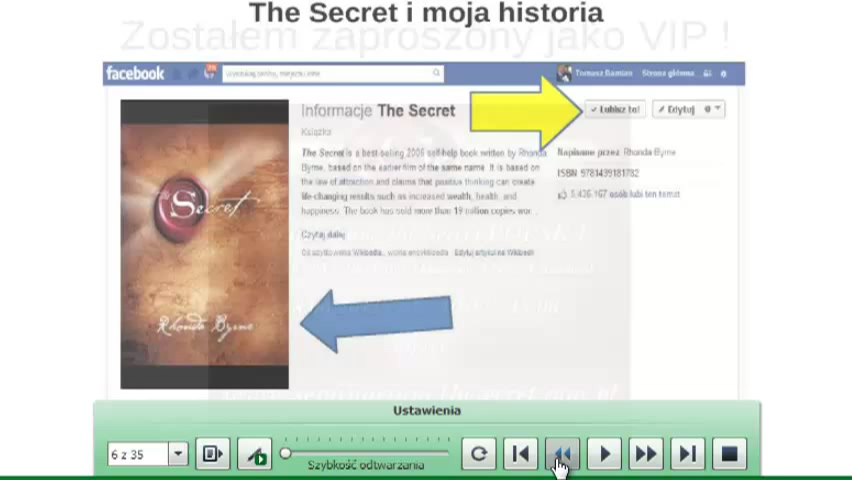 The Secret i moja historia
Zostałem zaproszony jako VIP !
facebook
Tomasz Damian Strona główna
Informacje The Secret
Lubisz to!
Edytuj
Książka
The Secret is a best-selling 2006 self-help book written by Rhonda
Byrne, based on the earlier film of the same name. It is based on
the law of attraction and claims that positive thinking can create
life-changing results such as increased wealth, health, and
happiness. The book has sold more than 19 million copies wor...
Napisane przez Rhonda Byrne
ISBN 9781439181782
osób lubi ten temat
Czytaj dalej
Secret
Rhonda Byrne
Ustawienia
6 z 35
Szybkość odtwarzania